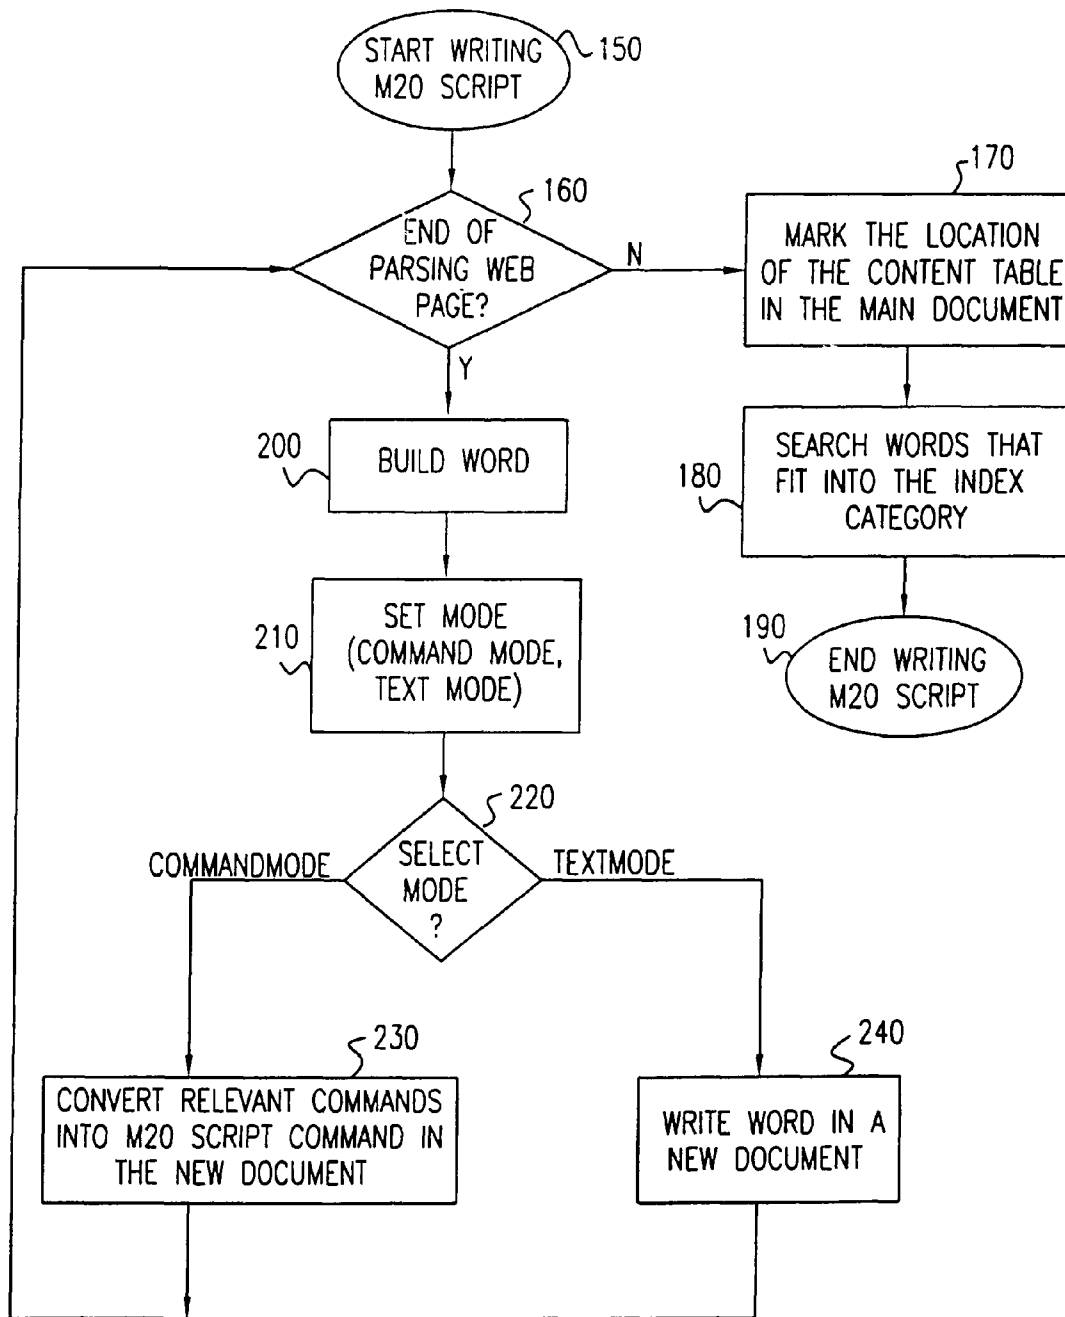 START WRITING
M20 SCRIPT
150
160
END OF
PARSING WEB
PAGE?
N
Y
170
MARK THE LOCATION
OF THE CONTENT TABLE
IN THE MAIN DOCUMENT
200
BUILD WORD
180
SEARCH WORDS THAT
FIT INTO THE INDEX
CATEGORY
210
SET MODE
(COMMAND MODE,
TEXT MODE)
190
END WRITING
M20 SCRIPT
220
SELECT
MODE
?
COMMANDMODE
TEXTMODE
230
CONVERT RELEVANT COMMANDS
INTO M20 SCRIPT COMMAND IN
THE NEW DOCUMENT
240
WRITE WORD IN A
NEW DOCUMENT